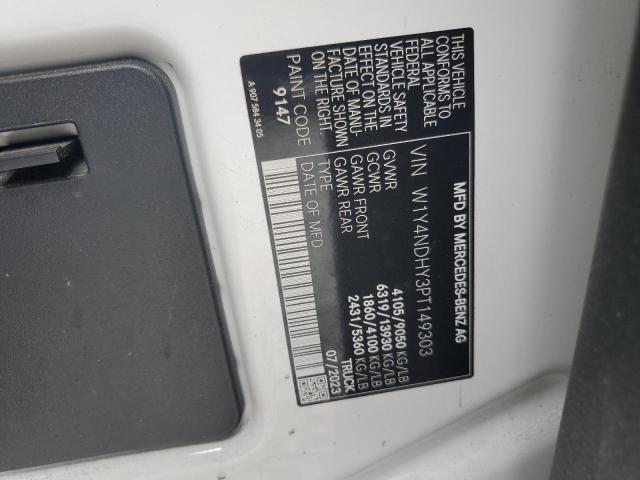 MFD BY MERCEDES-BENZ AG
VIN W1Y4NDHY3PT149303
GVWR 4105/9050 KG/LB
GCWR 6319/13930 KG/LB
GAWR FRONT 1860/4100 KG/LB
GAWR REAR 2431/5360 KG/LB
TYPE TRUCK
DATE OF MFD 07/2023
THIS VEHICLE
CONFORMS TO
ALL APPLICABLE
FEDERAL
VEHICLE SAFETY
STANDARDS IN
EFFECT ON THE
DATE OF MANU-
FACTURE SHOWN
ON THE RIGHT.
PAINT CODE
9147
A 907 584 34 05